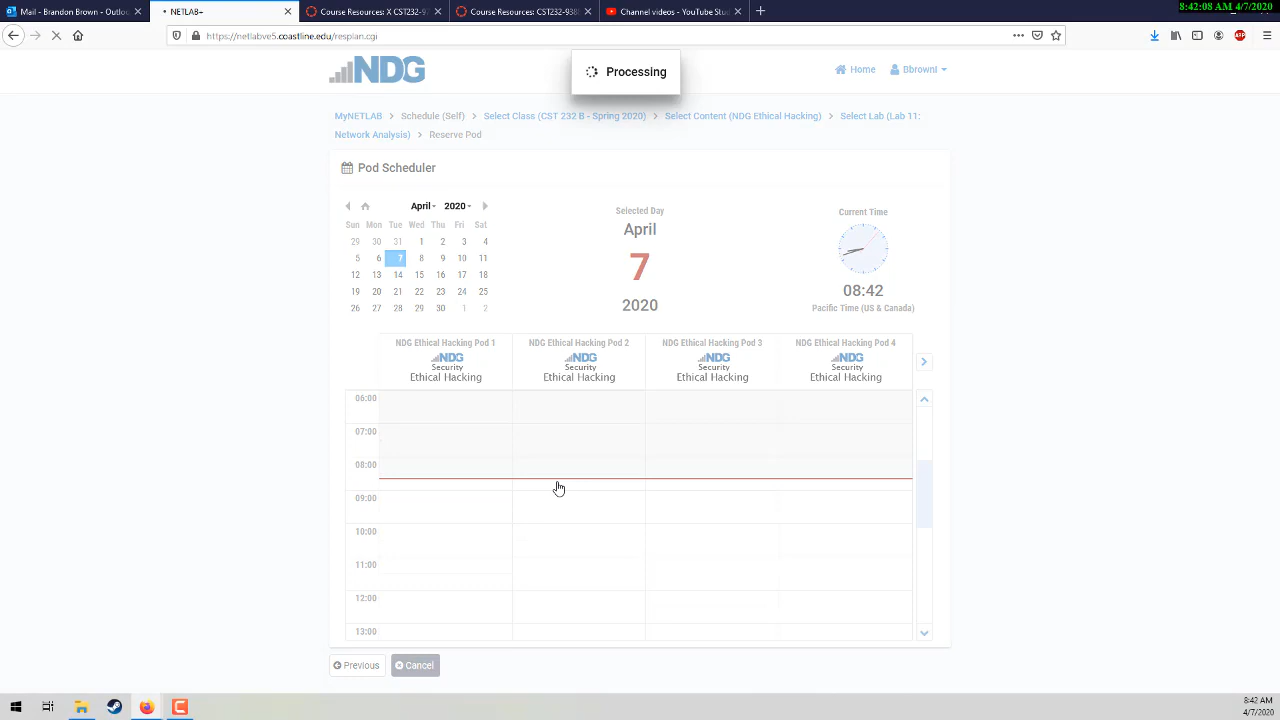 8:42:08 AM 4/7/2020
Mail - Brandon Brown - Outloo
NETLAB+
Course Resources: X CST232-97
Course Resources: CST-232-93B
Channel videos - YouTube Stud
https://netlabve5.coastline.edu/resplan.cgi
NDG
Processing
Home
Bbrownl
MyNETLAB > Schedule (Self) > Select Class (CST 232 B - Spring 2020) > Select Content (NDG Ethical Hacking) > Select Lab (Lab 11:
Network Analysis) > Reserve Pod
Pod Scheduler
April 2020
Sun Mon Tue Wed Thu Fri Sat
29 30 31 1 2 3 4
5 6 7 8 9 10 11
12 13 14 15 16 17 18
19 20 21 22 23 24 25
26 27 28 29 30 1 2
Selected Day
April
7
2020
Current Time
08:42
Pacific Time (US & Canada)
NDG Ethical Hacking Pod 1
NDG
Security
Ethical Hacking
NDG Ethical Hacking Pod 2
NDG
Security
Ethical Hacking
NDG Ethical Hacking Pod 3
NDG
Security
Ethical Hacking
NDG Ethical Hacking Pod 4
NDG
Security
Ethical Hacking
06:00
07:00
08:00
09:00
10:00
11:00
12:00
13:00
Previous
Cancel
8:42 AM
4/7/2020